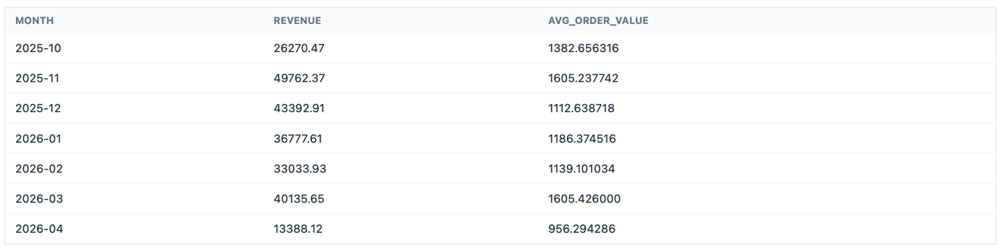 MONTH REVENUE AVG_ORDER_VALUE
2025-10 26270.47 1382.656316
2025-11 49762.37 1605.237742
2025-12 43392.91 1112.638718
2026-01 36777.61 1186.374516
2026-02 33033.93 1139.101034
2026-03 40135.65 1605.426000
2026-04 13388.12 956.294286